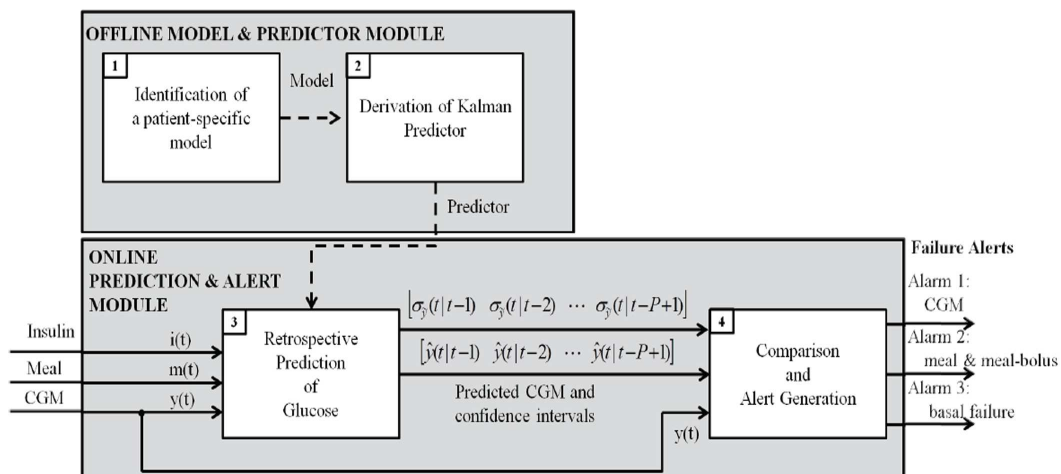 OFFLINE MODEL & PREDICTOR MODULE
1
Identification of
a patient-specific
model
Model
2
Derivation of Kalman
Predictor
Predictor
ONLINE
PREDICTION & ALERT
MODULE
Insulin
i(t)
Meal
m(t)
CGM
y(t)
3
Retrospective
Prediction
of
Glucose
[σỹ(t|t−1) σỹ(t|t−2) ⋯ σỹ(t|t−P+1)]
[ŷ(t|t−1) ŷ(t|t−2) ⋯ ŷ(t|t−P+1)]
Predicted CGM and
confidence intervals
y(t)
4
Comparison
and
Alert Generation
Failure Alerts
Alarm 1:
CGM
Alarm 2:
meal & meal-bolus
Alarm 3:
basal failure